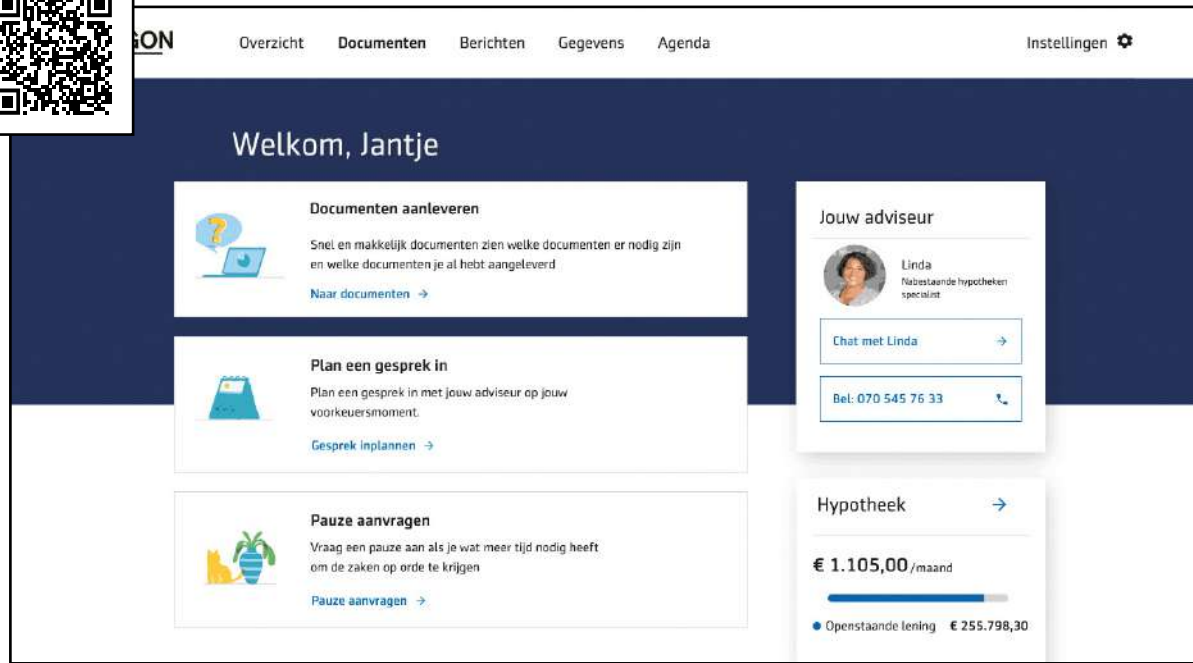 Overzicht Documenten Berichten Gegevens Agenda Instellingen
Welkom, Jantje
Documenten aanleveren
Snel en makkelijk documenten zien welke documenten er nodig zijn
en welke documenten je al hebt aangeleverd
Naar documenten →
Plan een gesprek in
Plan een gesprek in met jouw adviseur op jouw
voorkeuersmoment.
Gesprek inplannen →
Pauze aanvragen
Vraag een pauze aan als je wat meer tijd nodig heeft
om de zaken op orde te krijgen
Pauze aanvragen →
Jouw adviseur
Linda
Nabestaande hypotheken
specialist
Chat met Linda →
Bel: 070 545 76 33
Hypotheek →
€ 1.105,00 /maand
Openstaande lening € 255.798,30